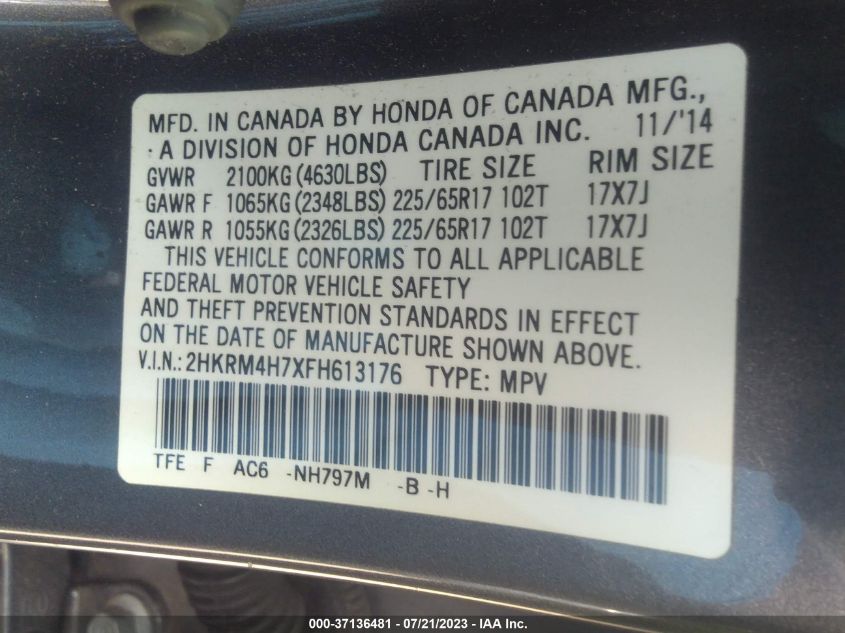 MFD. IN CANADA BY HONDA OF CANADA MFG.,
· A DIVISION OF HONDA CANADA INC. 11/'14
GVWR 2100KG (4630LBS) TIRE SIZE RIM SIZE
GAWR F 1065KG (2348LBS) 225/65R17 102T 17X7J
GAWR R 1055KG (2326LBS) 225/65R17 102T 17X7J
THIS VEHICLE CONFORMS TO ALL APPLICABLE
FEDERAL MOTOR VEHICLE SAFETY
AND THEFT PREVENTION STANDARDS IN EFFECT
ON THE DATE OF MANUFACTURE SHOWN ABOVE.
V.I.N.: 2HKRM4H7XFH613176 TYPE: MPV
TFE F AC6 -NH797M -B -H
000-37136481 - 07/21/2023 - IAA Inc.